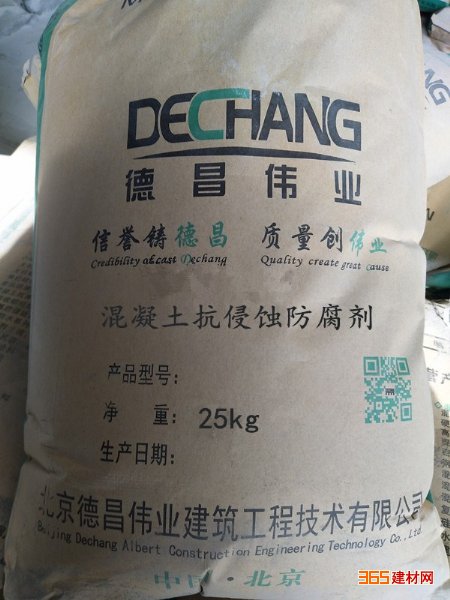 DECHANG
德昌伟业
信誉铸德昌 质量创伟业
Credibility of cast Dechang Quality create great cause
混凝土抗侵蚀防腐剂
产品型号:
净 重: 25kg
生产日期:
北京德昌伟业建筑工程技术有限公司
Beijing Dechang Albert Construction Engineering Technology Co.,Ltd.
中国·北京
365建材网